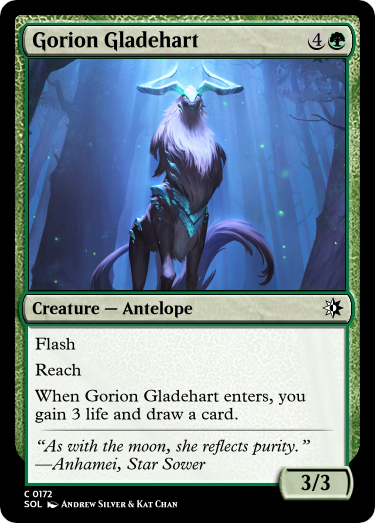 Gorion Gladehart 4
Creature — Antelope
Flash
Reach
When Gorion Gladehart enters, you
gain 3 life and draw a card.
“As with the moon, she reflects purity.”
—Anhamei, Star Sower
3/3
C 0172
SOL Andrew Silver & Kat Chan